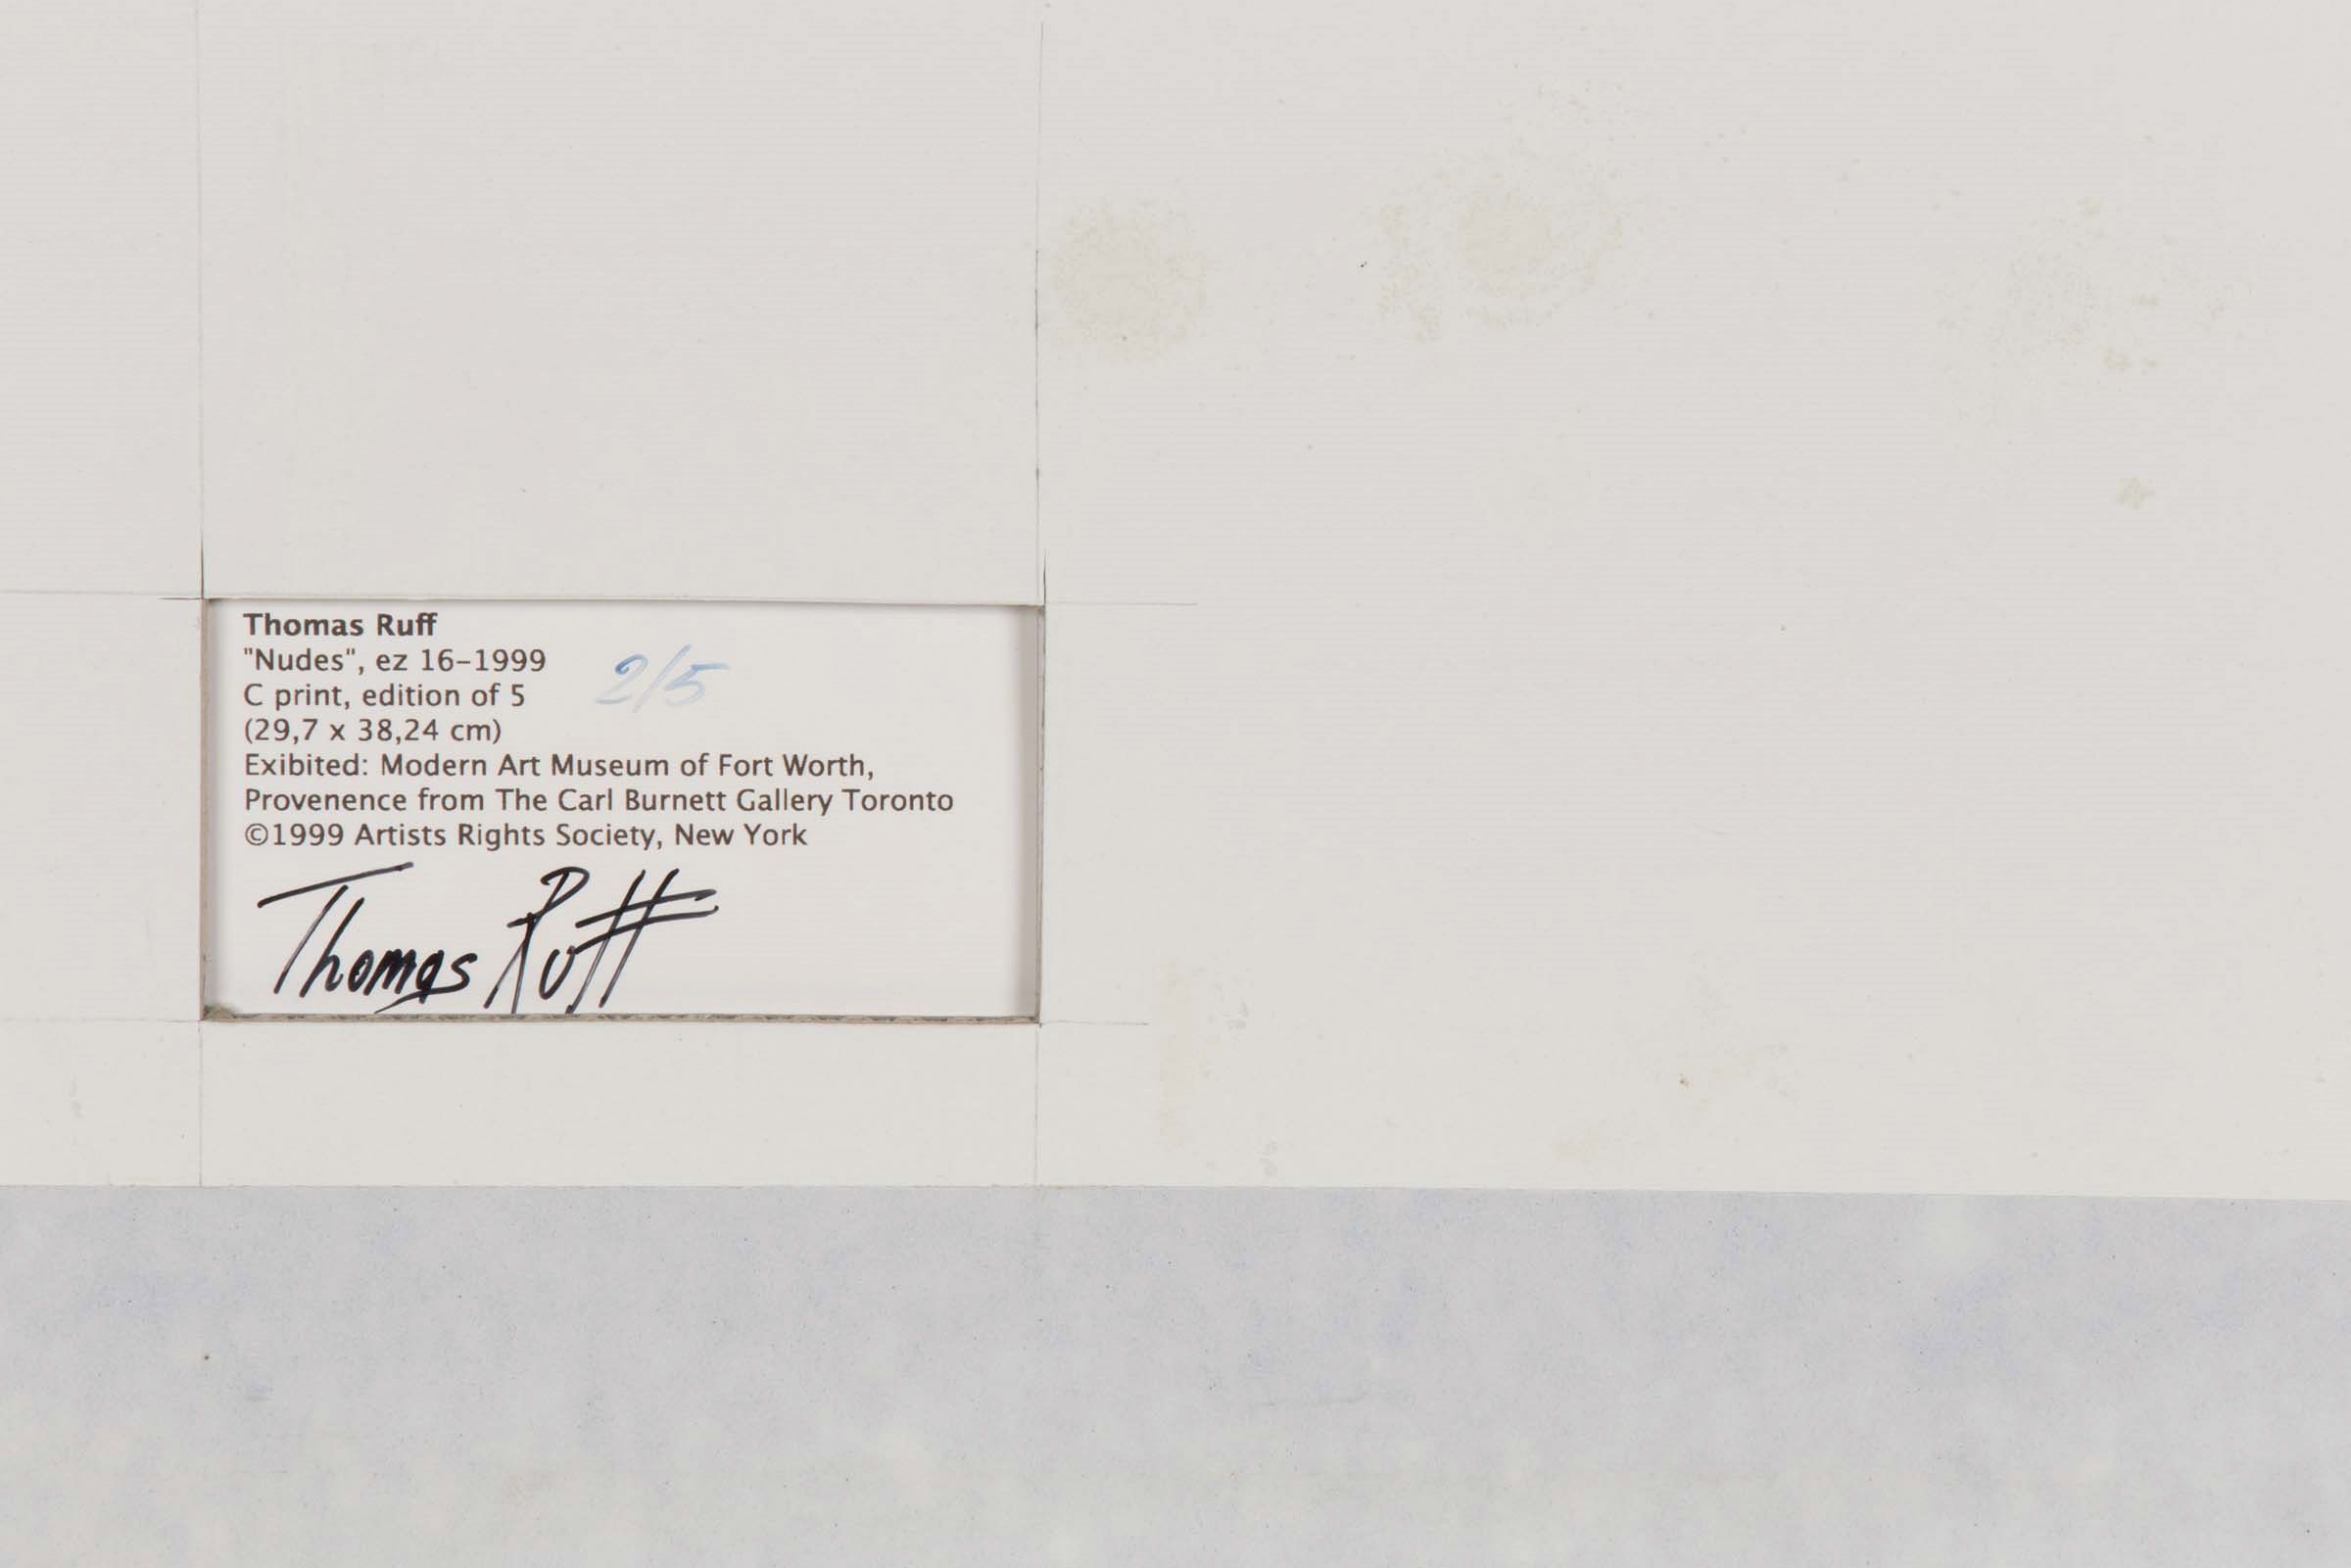 Thomas Ruff
"Nudes", ez 16–1999
C print, edition of 5
2/5
(29,7 x 38,24 cm)
Exibited: Modern Art Museum of Fort Worth,
Provenence from The Carl Burnett Gallery Toronto
©1999 Artists Rights Society, New York
Thomas Ruff